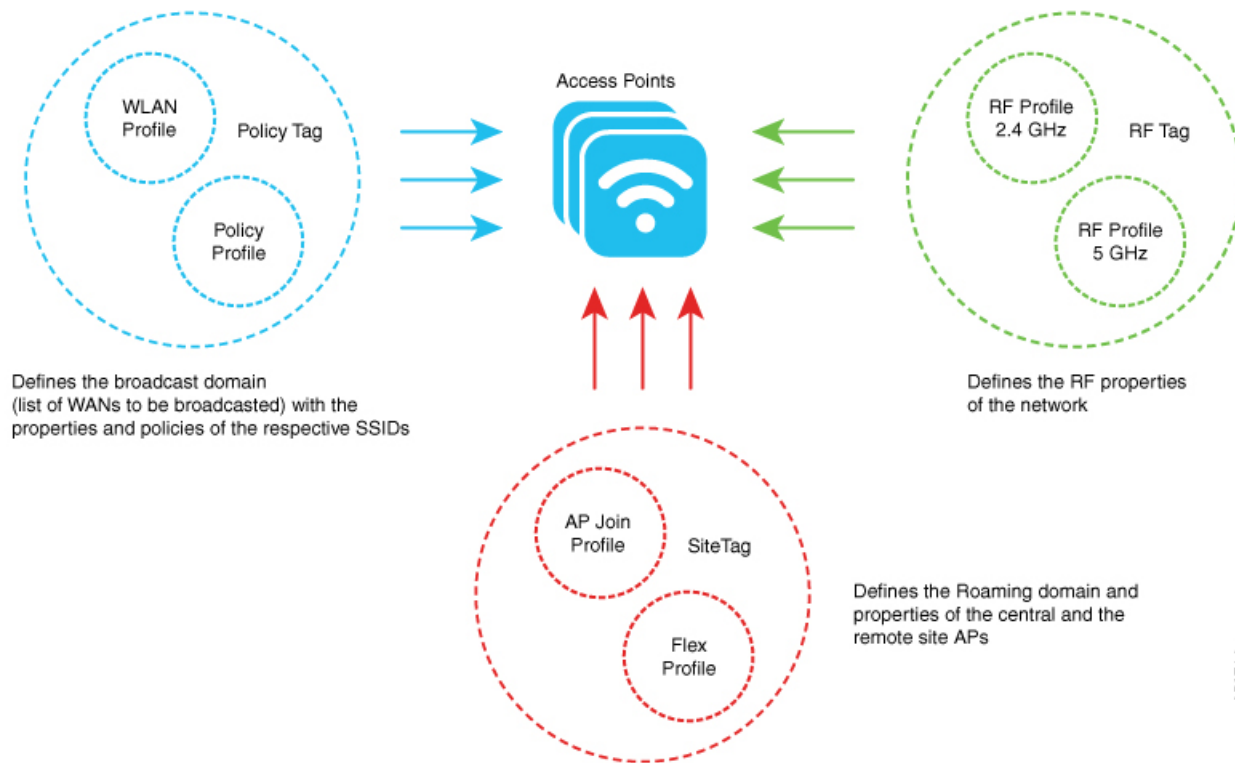 Access Points
WLAN
Profile
Policy Tag
Policy
Profile
RF Profile
2.4 GHz
RF Tag
RF Profile
5 GHz
Defines the broadcast domain
(list of WANs to be broadcasted) with the
properties and policies of the respective SSIDs
Defines the RF properties
of the network
AP Join
Profile
SiteTag
Flex
Profile
Defines the Roaming domain and
properties of the central and the
remote site APs